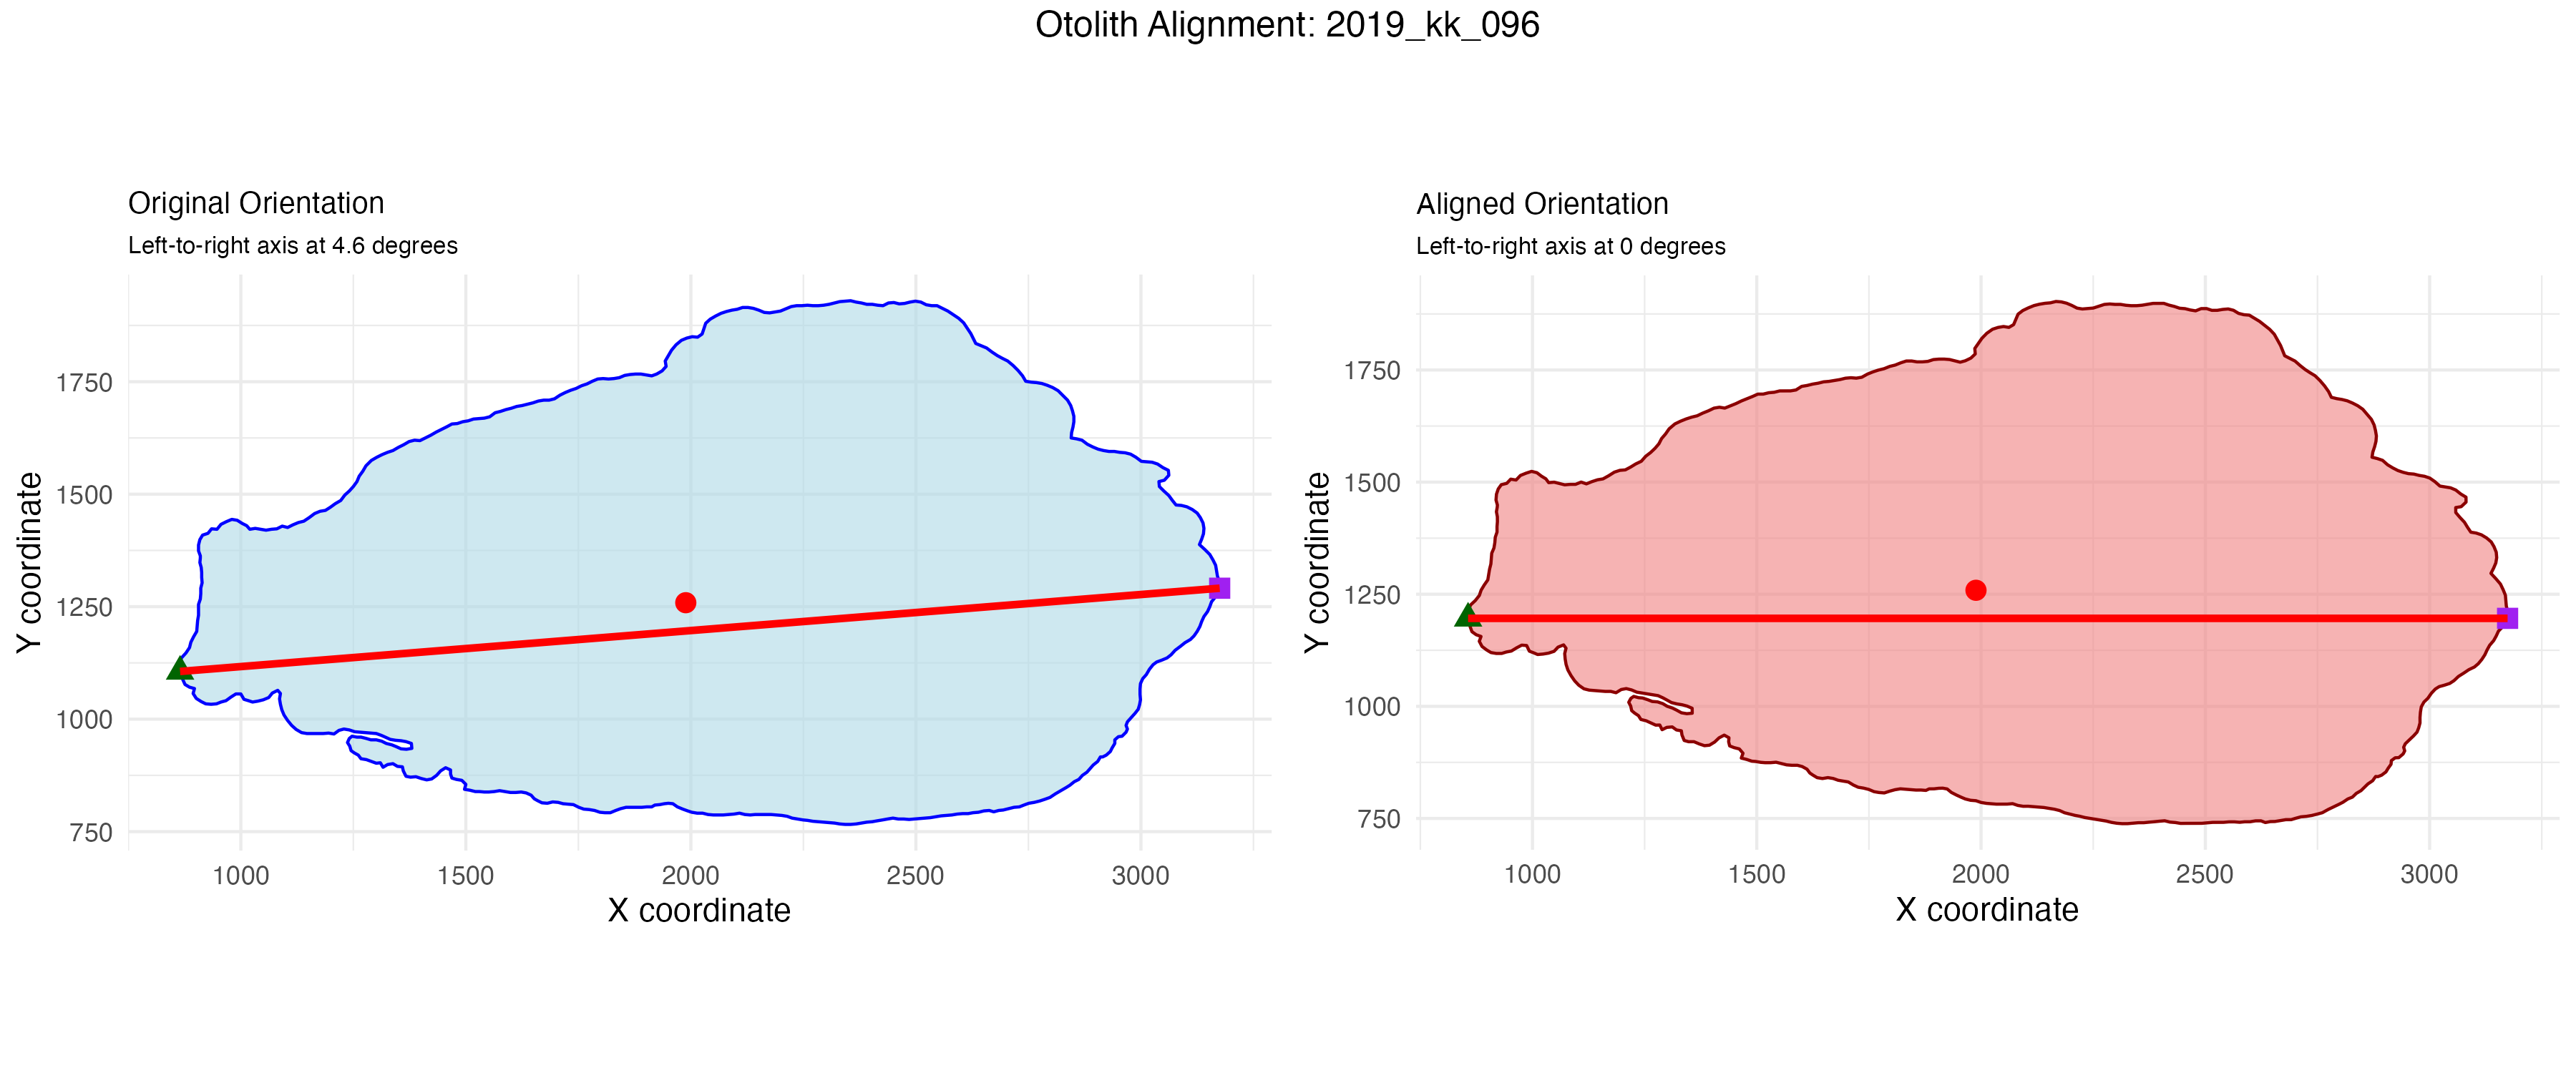 Otolith Alignment: 2019_kk_096
Original Orientation
Left-to-right axis at 4.6 degrees
Y coordinate
1750
1500
1250
1000
750
1000 1500 2000 2500 3000
X coordinate
Aligned Orientation
Left-to-right axis at 0 degrees
Y coordinate
1750
1500
1250
1000
750
1000 1500 2000 2500 3000
X coordinate